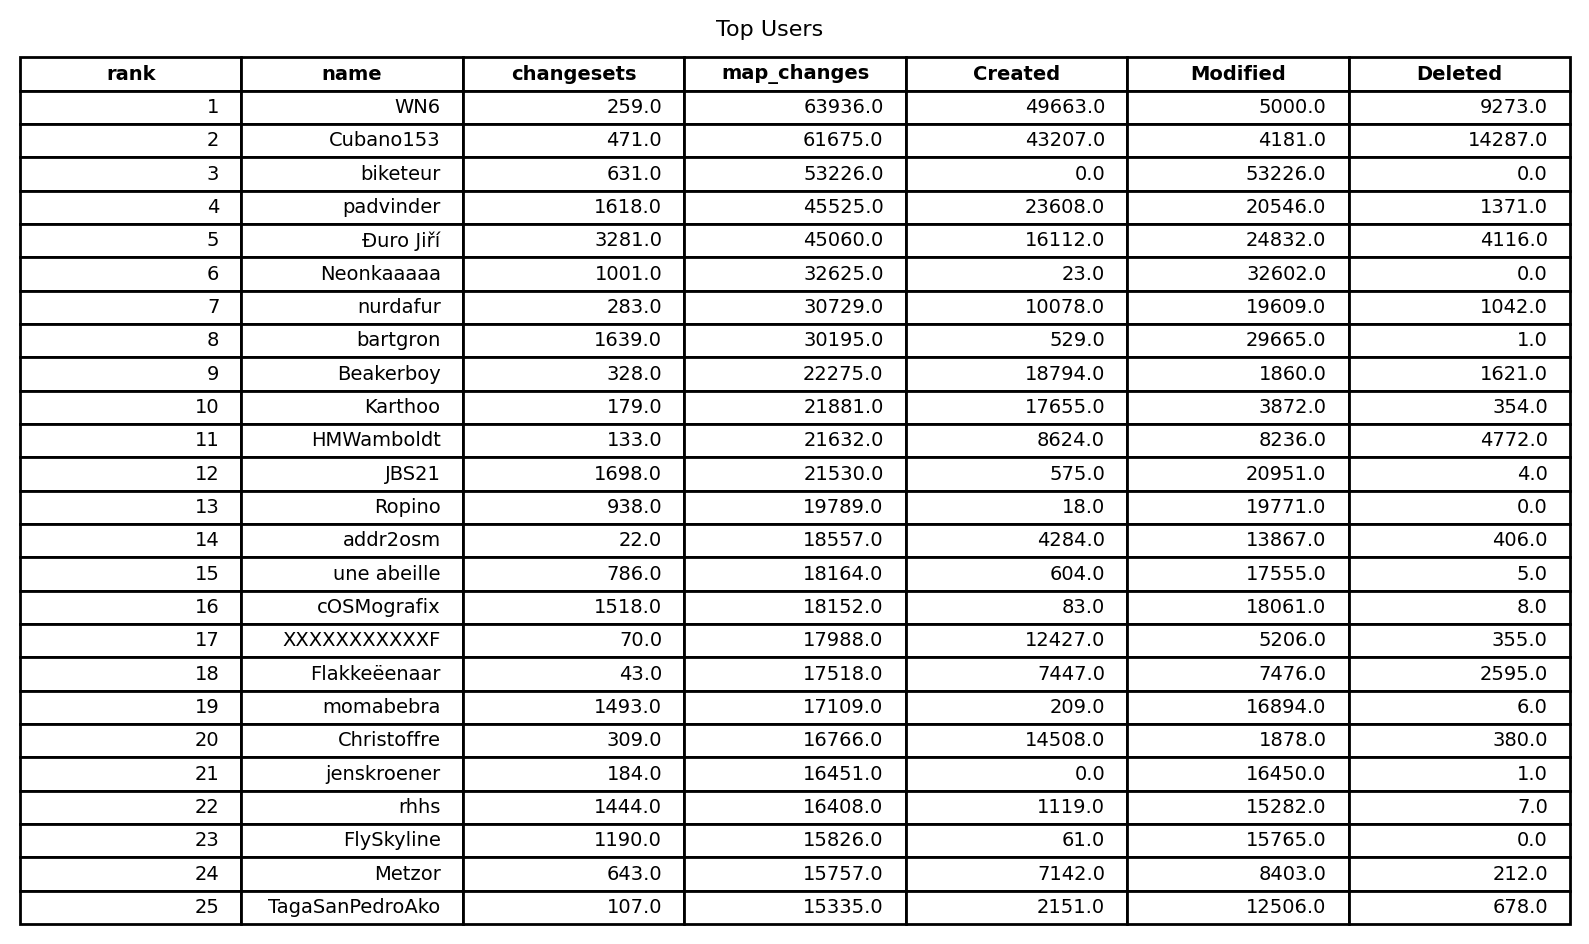 Top Users
rank name changesets map_changes Created Modified Deleted
1 WN6 259.0 63936.0 49663.0 5000.0 9273.0
2 Cubano153 471.0 61675.0 43207.0 4181.0 14287.0
3 biketeur 631.0 53226.0 0.0 53226.0 0.0
4 padvinder 1618.0 45525.0 23608.0 20546.0 1371.0
5 Đuro Jiří 3281.0 45060.0 16112.0 24832.0 4116.0
6 Neonkaaaaa 1001.0 32625.0 23.0 32602.0 0.0
7 nurdafur 283.0 30729.0 10078.0 19609.0 1042.0
8 bartgron 1639.0 30195.0 529.0 29665.0 1.0
9 Beakerboy 328.0 22275.0 18794.0 1860.0 1621.0
10 Karthoo 179.0 21881.0 17655.0 3872.0 354.0
11 HMWamboldt 133.0 21632.0 8624.0 8236.0 4772.0
12 JBS21 1698.0 21530.0 575.0 20951.0 4.0
13 Ropino 938.0 19789.0 18.0 19771.0 0.0
14 addr2osm 22.0 18557.0 4284.0 13867.0 406.0
15 une abeille 786.0 18164.0 604.0 17555.0 5.0
16 cOSMografix 1518.0 18152.0 83.0 18061.0 8.0
17 XXXXXXXXXXXF 70.0 17988.0 12427.0 5206.0 355.0
18 Flakkeëenaar 43.0 17518.0 7447.0 7476.0 2595.0
19 momabebra 1493.0 17109.0 209.0 16894.0 6.0
20 Christoffre 309.0 16766.0 14508.0 1878.0 380.0
21 jenskroener 184.0 16451.0 0.0 16450.0 1.0
22 rhhs 1444.0 16408.0 1119.0 15282.0 7.0
23 FlySkyline 1190.0 15826.0 61.0 15765.0 0.0
24 Metzor 643.0 15757.0 7142.0 8403.0 212.0
25 TagaSanPedroAko 107.0 15335.0 2151.0 12506.0 678.0